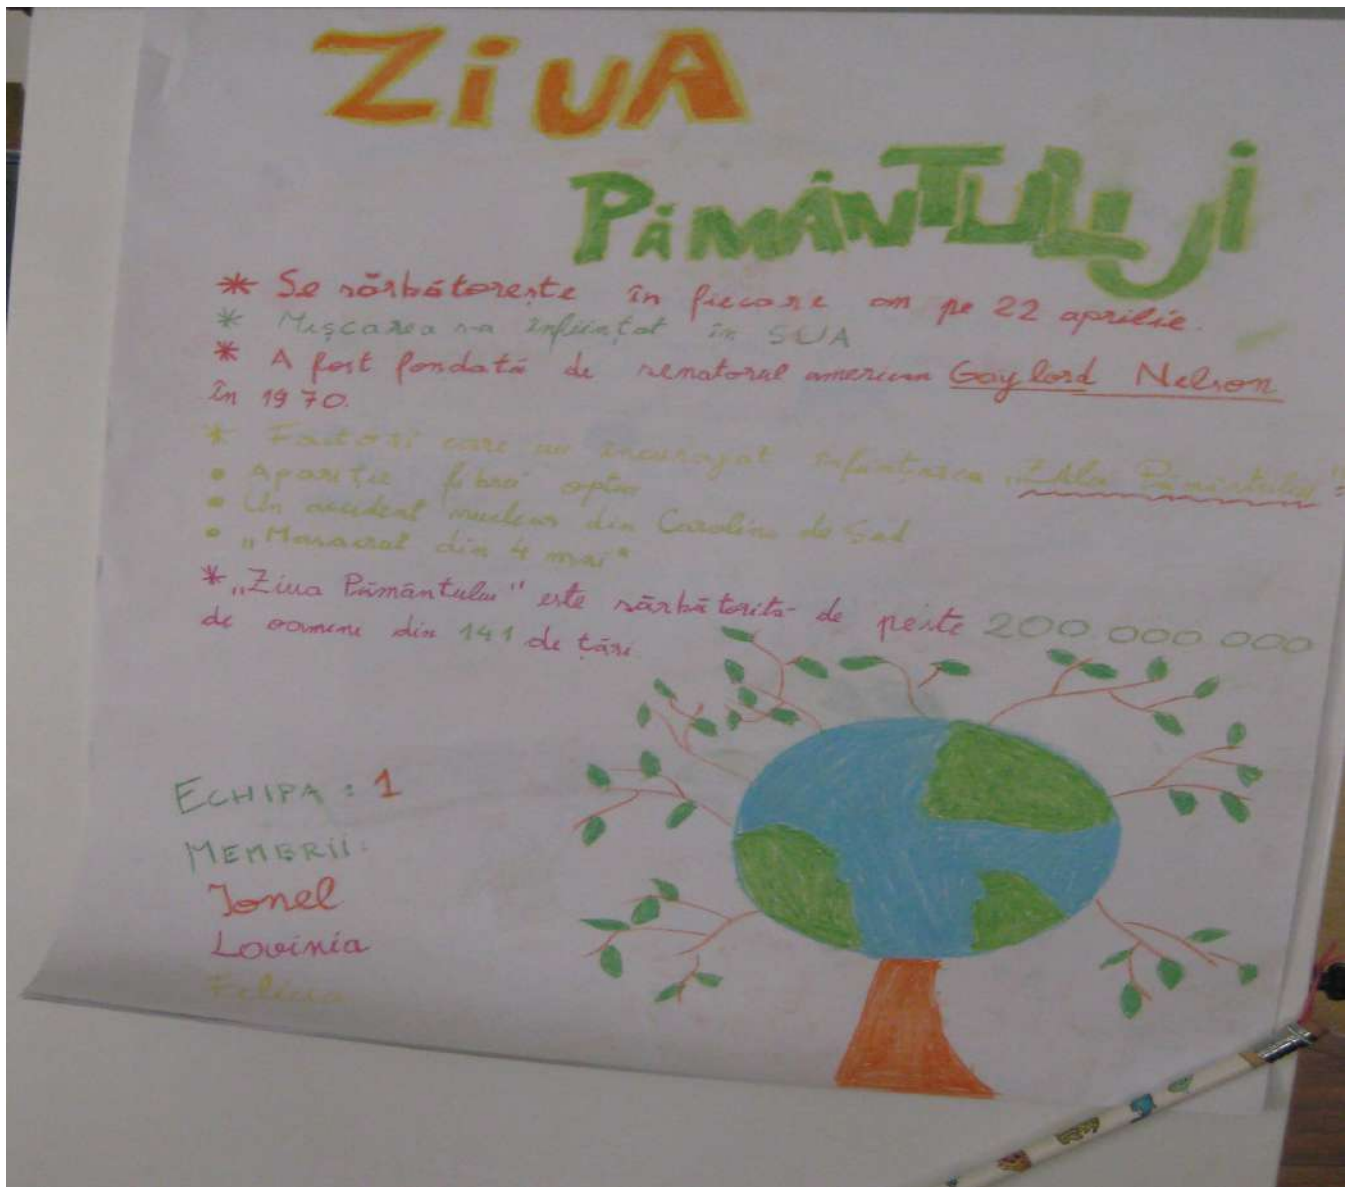 ZiUA
PĂMÂNTULUI
* Se sărbătorește în fiecare an pe 22 aprilie.
* Mișcarea s-a înființat în SUA
* A fost fondată de senatorul american Gaylord Nelson
în 1970.
* Factori care au încurajat înființarea „Zilei Pământului":
• Apariție fibră optic
• Un accident nuclear din Carolina de Sud
• „Masacrul din 4 mai"
* „Ziua Pământului" este sărbătorită de peste 200.000.000
de oameni din 141 de țări
ECHIPA : 1
MEMBRII:
Ionel
Lavinia
Felicia